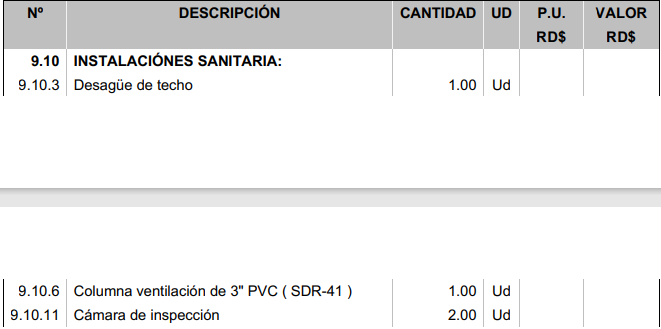 Nº DESCRIPCIÓN CANTIDAD UD P.U. RD$ VALOR RD$
9.10 INSTALACIÓNES SANITARIA:
9.10.3 Desagüe de techo 1.00 Ud
9.10.6 Columna ventilación de 3" PVC ( SDR-41 ) 1.00 Ud
9.10.11 Cámara de inspección 2.00 Ud